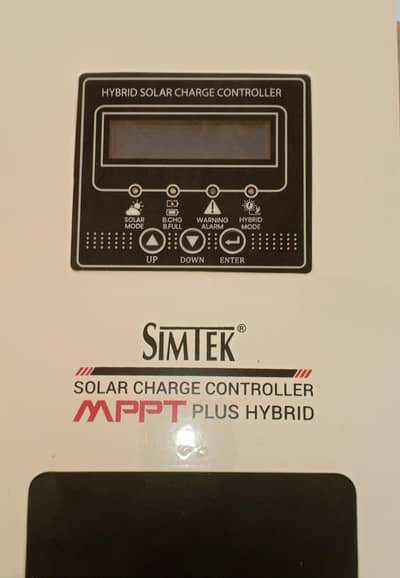 HYBRID SOLAR CHARGE CONTROLLER
SOLAR MODE
B.CHG B.FULL
WARNING ALARM
HYBRID MODE
UP
DOWN
ENTER
SIMTEK®
SOLAR CHARGE CONTROLLER
MPPT PLUS HYBRID